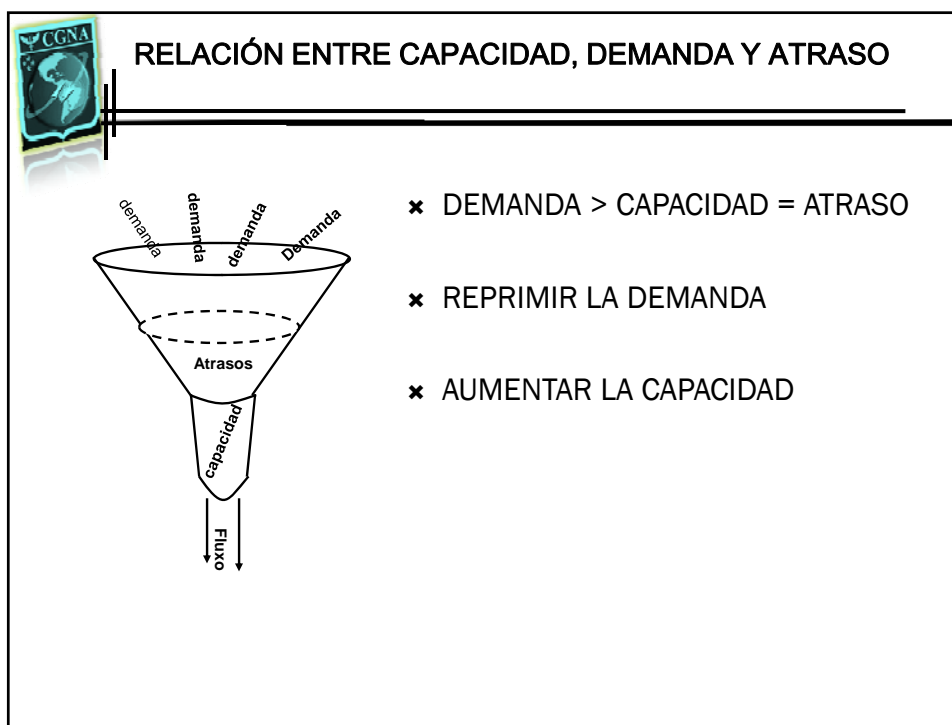 CGNA
RELACIÓN ENTRE CAPACIDAD, DEMANDA Y ATRASO
demanda
demanda
demanda
Demanda
Atrasos
capacidad
Fluxo
× DEMANDA > CAPACIDAD = ATRASO
× REPRIMIR LA DEMANDA
× AUMENTAR LA CAPACIDAD